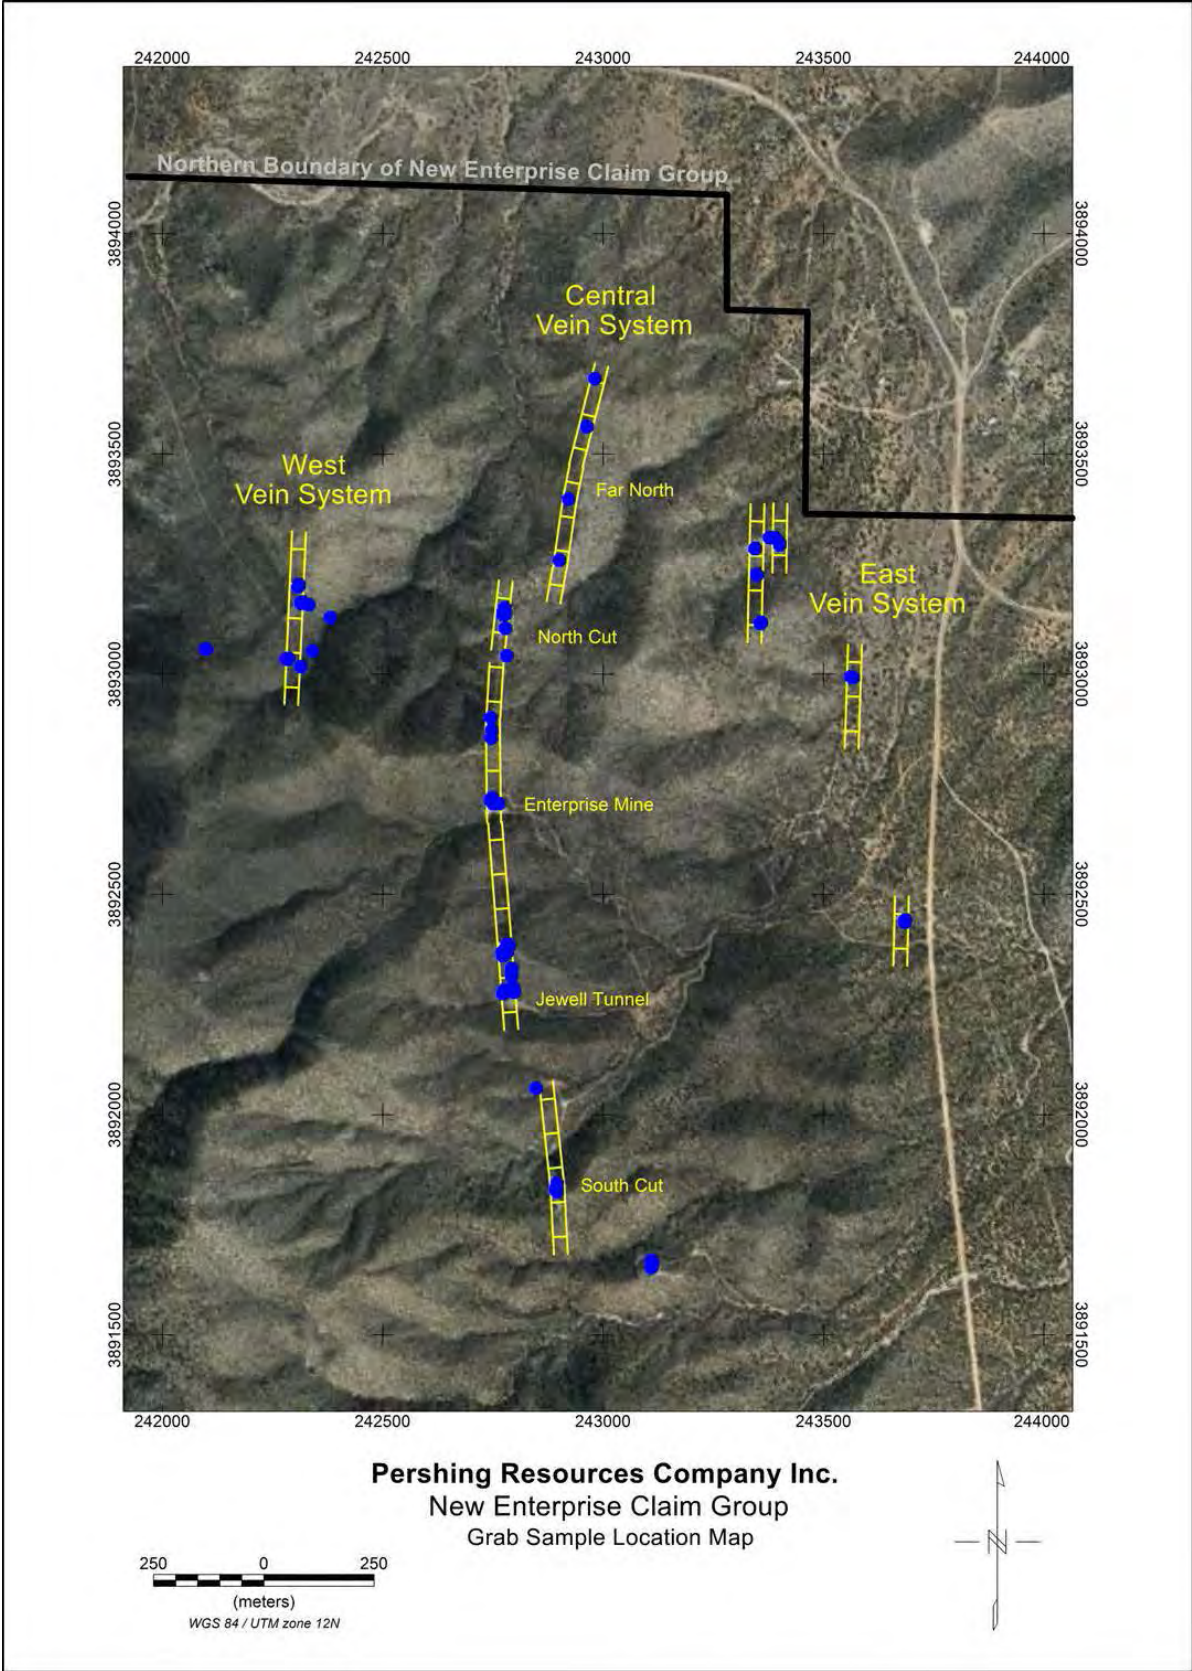 242000 242500 243000 243500 244000
Northern Boundary of New Enterprise Claim Group
3894000 3894000
Central
Vein System
3893500 3893500
West
Vein System
Far North
East
Vein System
North Cut
3893000 3893000
Enterprise Mine
3892500 3892500
Jewell Tunnel
3892000 3892000
South Cut
3891500 3891500
242000 242500 243000 243500 244000
Pershing Resources Company Inc.
New Enterprise Claim Group
Grab Sample Location Map
250 0 250
(meters)
WGS 84 / UTM zone 12N
N